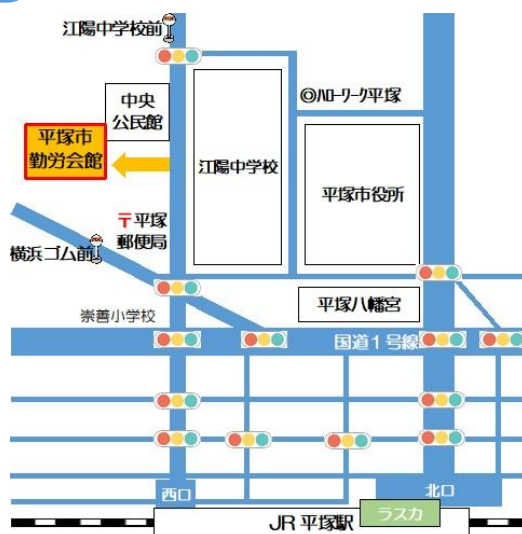 江陽中学校前
中央
公民館
◎ハローワーク平塚
平塚市
勤労会館
江陽中学校
平塚市役所
〒平塚
郵便局
横浜ゴム前
崇善小学校
平塚八幡宮
国道1号線
西口
北口
ラスカ
JR 平塚駅